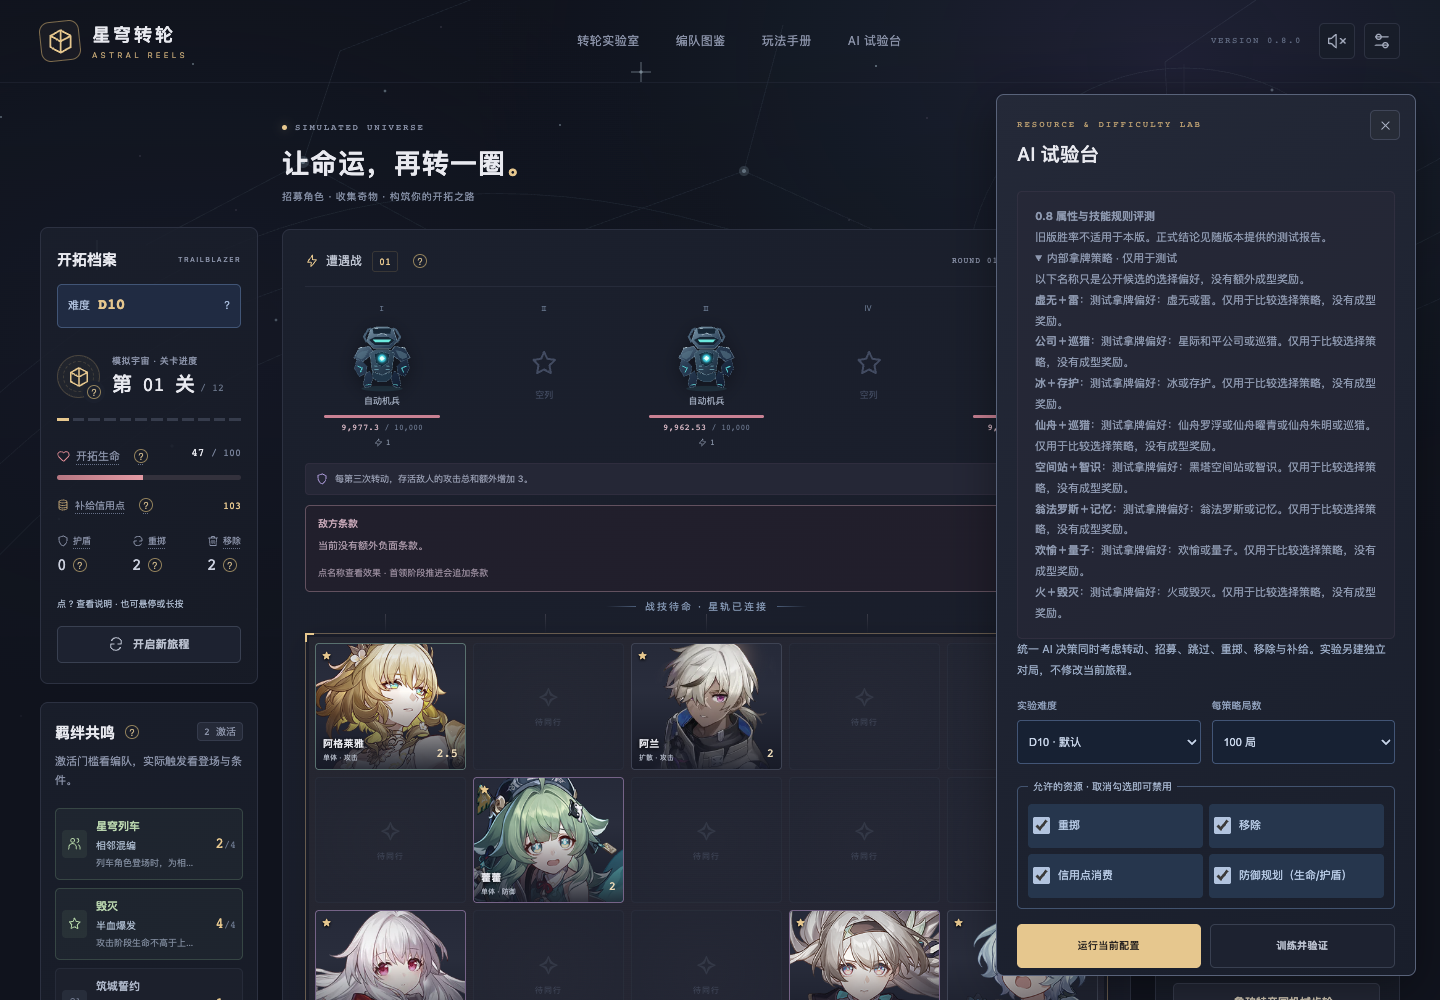 星穹转轮
ASTRAL REELS
转轮实验室
编队图鉴
玩法手册
AI 试验台
VERSION 0.8.0
SIMULATED UNIVERSE
让命运，再转一圈。
招募角色 · 收集奇物 · 构筑你的开拓之路
开拓档案
TRAILBLAZER
难度 D10 ?
模拟宇宙 · 关卡进度
第 01 关 / 12
?
开拓生命 ?
47 / 100
补给信用点 ?
103
护盾
重掷
移除
0 ?
2 ?
2 ?
点 ? 查看说明 · 也可悬停或长按
开启新旅程
羁绊共鸣 ?
2 激活
激活门槛看编队，实际触发看登场与条
件。
星穹列车
相邻混编
列车角色登场时，为相...
2/4
毁灭
半血爆发
攻击阶段生命不高于上...
4/4
筑城誓约
遭遇战 01 ?
ROUND 01
I
II
III
IV
自动机兵
空列
自动机兵
空列
9,977.3 / 10,000
9,962.53 / 10,000
9,
1
1
每第三次转动，存活敌人的攻击总和额外增加 3。
敌方条款
当前没有额外负面条款。
点名称查看效果 · 首领阶段推进会追加条款
战技待命 · 星轨已连接
阿格莱雅
单体 · 攻击
2.5
待同行
阿兰
扩散 · 攻击
2
待同行
待同行
藿藿
单体 · 防御
2
待同行
待同行
待同行
待同行
RESOURCE & DIFFICULTY LAB
AI 试验台
0.8 属性与技能规则评测
旧版胜率不适用于本版。正式结论见随版本提供的测试报告。
▼ 内部拿牌策略 · 仅用于测试
以下名称只是公开候选的选择偏好，没有额外成型奖励。
虚无＋雷：测试拿牌偏好：虚无或雷。仅用于比较选择策略，没有成型
奖励。
公司＋巡猎：测试拿牌偏好：星际和平公司或巡猎。仅用于比较选择策
略，没有成型奖励。
冰＋存护：测试拿牌偏好：冰或存护。仅用于比较选择策略，没有成型
奖励。
仙舟＋巡猎：测试拿牌偏好：仙舟罗浮或仙舟曜青或仙舟朱明或巡猎。
仅用于比较选择策略，没有成型奖励。
空间站＋智识：测试拿牌偏好：黑塔空间站或智识。仅用于比较选择策
略，没有成型奖励。
翁法罗斯＋记忆：测试拿牌偏好：翁法罗斯或记忆。仅用于比较选择策
略，没有成型奖励。
欢愉＋量子：测试拿牌偏好：欢愉或量子。仅用于比较选择策略，没有
成型奖励。
火＋毁灭：测试拿牌偏好：火或毁灭。仅用于比较选择策略，没有成型
奖励。
统一 AI 决策同时考虑转动、招募、跳过、重掷、移除与补给。实验另建独立
对局，不修改当前旅程。
实验难度
每策略局数
D10 · 默认
100 局
允许的资源 · 取消勾选即可禁用
重掷
移除
信用点消费
防御规划（生命/护盾）
运行当前配置
训练并验证